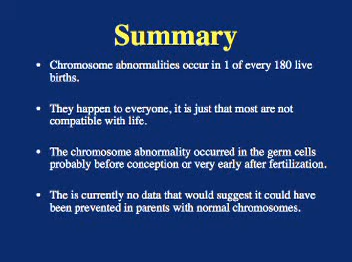 Summary
• Chromosome abnormalities occur in 1 of every 180 live
births.
• They happen to everyone, it is just that most are not
compatible with life.
• The chromosome abnormality occurred in the germ cells
probably before conception or very early after fertilization.
• The is currently no data that would suggest it could have
been prevented in parents with normal chromosomes.